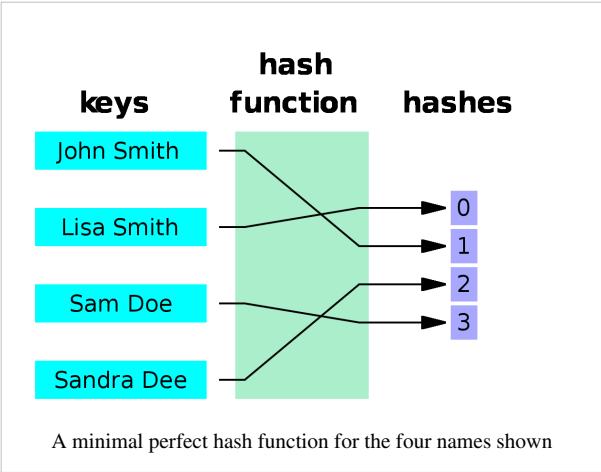 hash
keys function hashes
John Smith
Lisa Smith
Sam Doe
Sandra Dee
0
1
2
3
A minimal perfect hash function for the four names shown